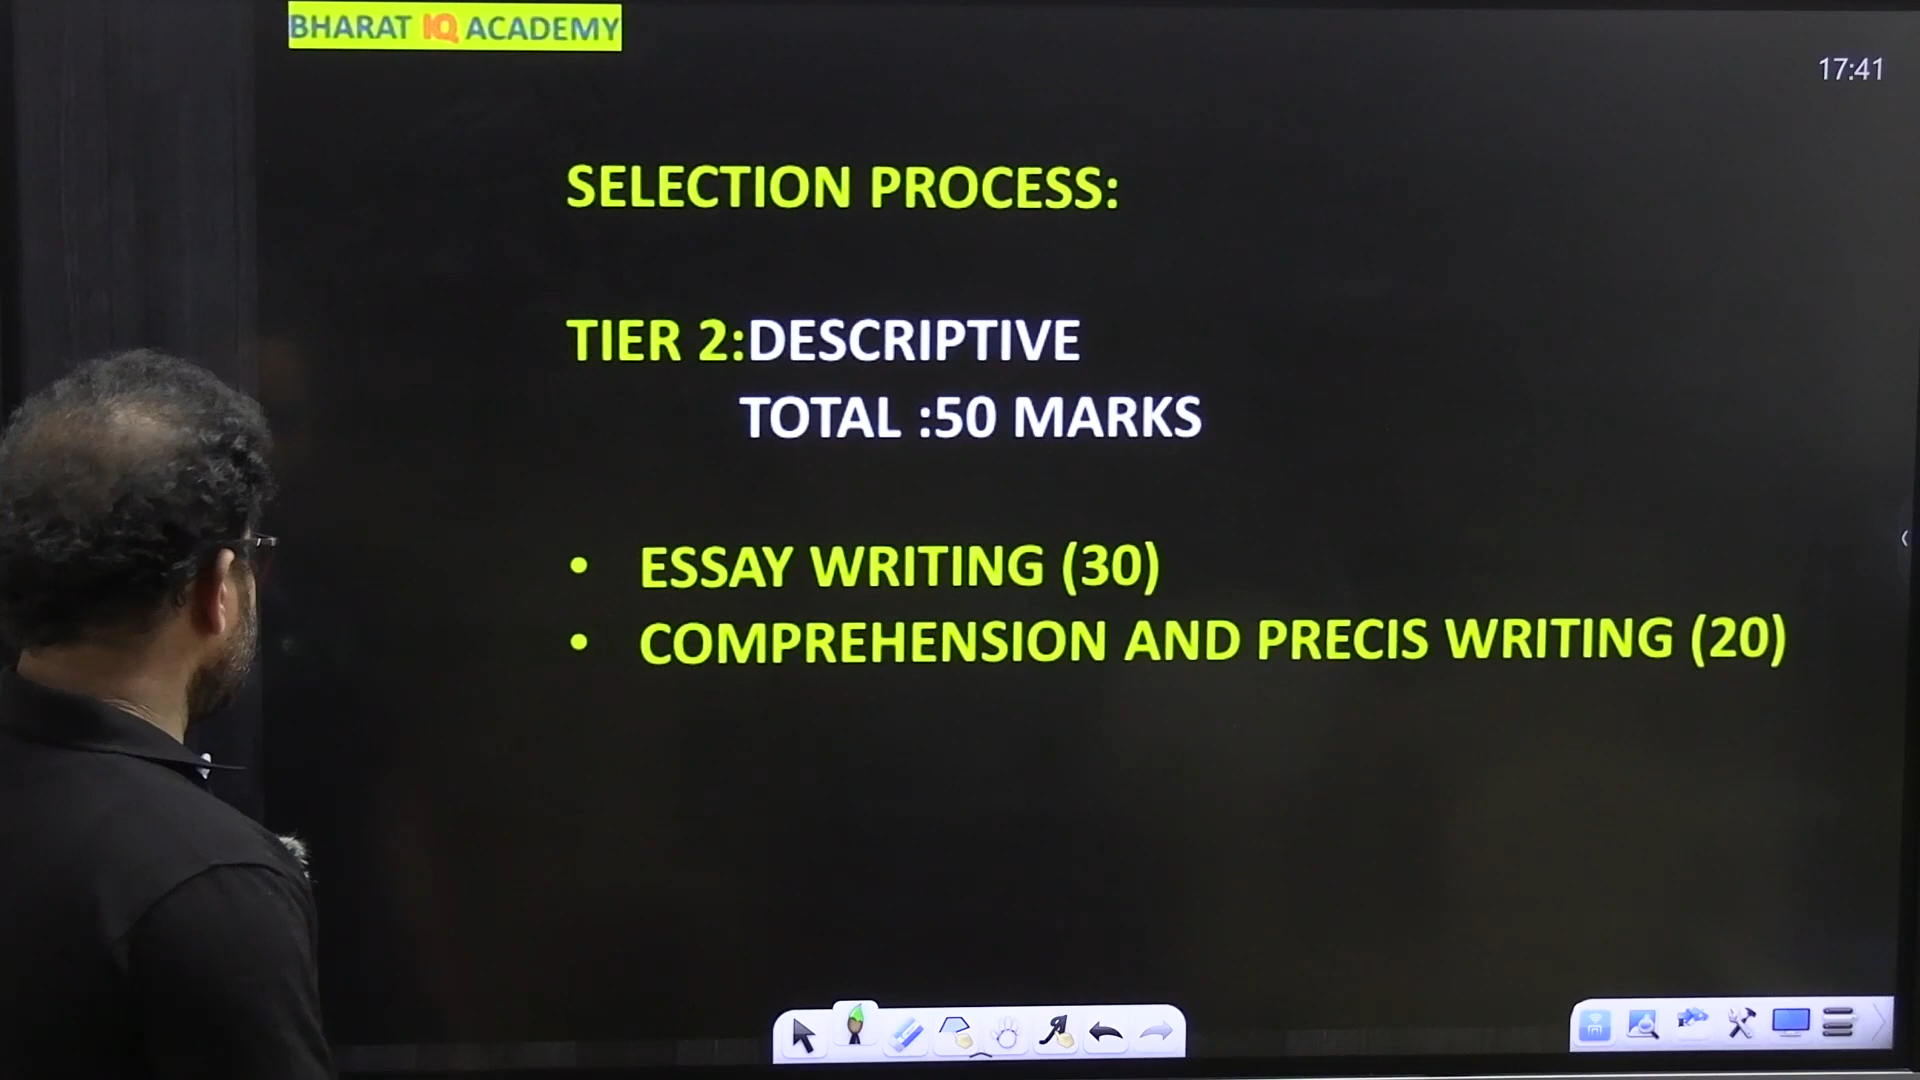 BHARAT IQ ACADEMY
17:41
SELECTION PROCESS:
TIER 2:DESCRIPTIVE
TOTAL :50 MARKS
• ESSAY WRITING (30)
• COMPREHENSION AND PRECIS WRITING (20)